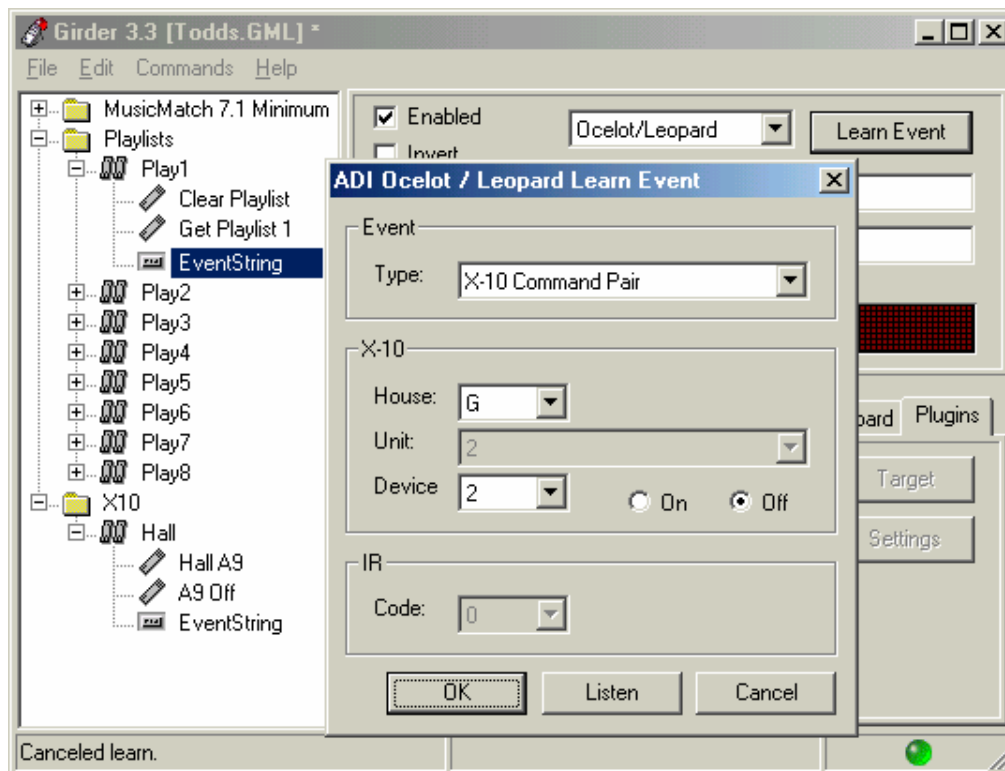 Girder 3.3 [Todds.GML] *
File Edit Commands Help
MusicMatch 7.1 Minimum
Playlists
Play1
Clear Playlist
Get Playlist 1
EventString
Play2
Play3
Play4
Play5
Play6
Play7
Play8
X10
Hall
Hall A9
A9 Off
EventString
Enabled
Ocelot/Leopard
Learn Event
Invert
Plugins
Target
Settings
ADI Ocelot / Leopard Learn Event
Event
Type: X-10 Command Pair
X-10
House: G
Unit: 2
Device 2 On Off
IR
Code: 0
OK Listen Cancel
Canceled learn.